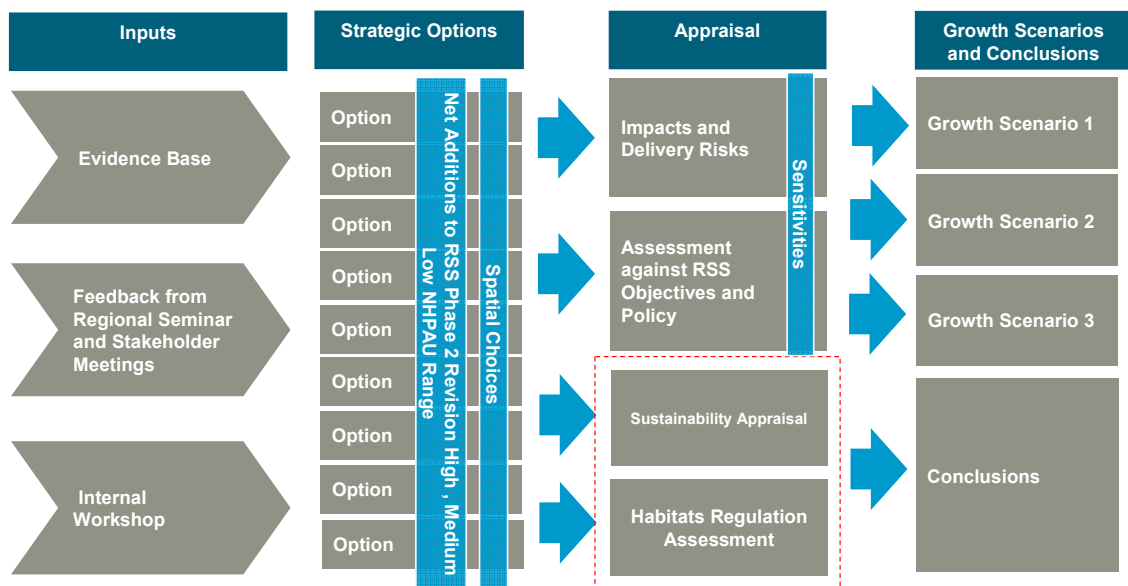 Inputs
Strategic Options
Appraisal
Growth Scenarios
and Conclusions
Evidence Base
Feedback from
Regional Seminar
and Stakeholder
Meetings
Internal
Workshop
Option
Option
Option
Option
Option
Option
Option
Option
Option
Net Additions to RSS Phase 2 Revision High , Medium
Low NHPAU Range
Spatial Choices
Impacts and
Delivery Risks
Assessment
against RSS
Objectives and
Policy
Sensitivities
Sustainability Appraisal
Habitats Regulation
Assessment
Growth Scenario 1
Growth Scenario 2
Growth Scenario 3
Conclusions